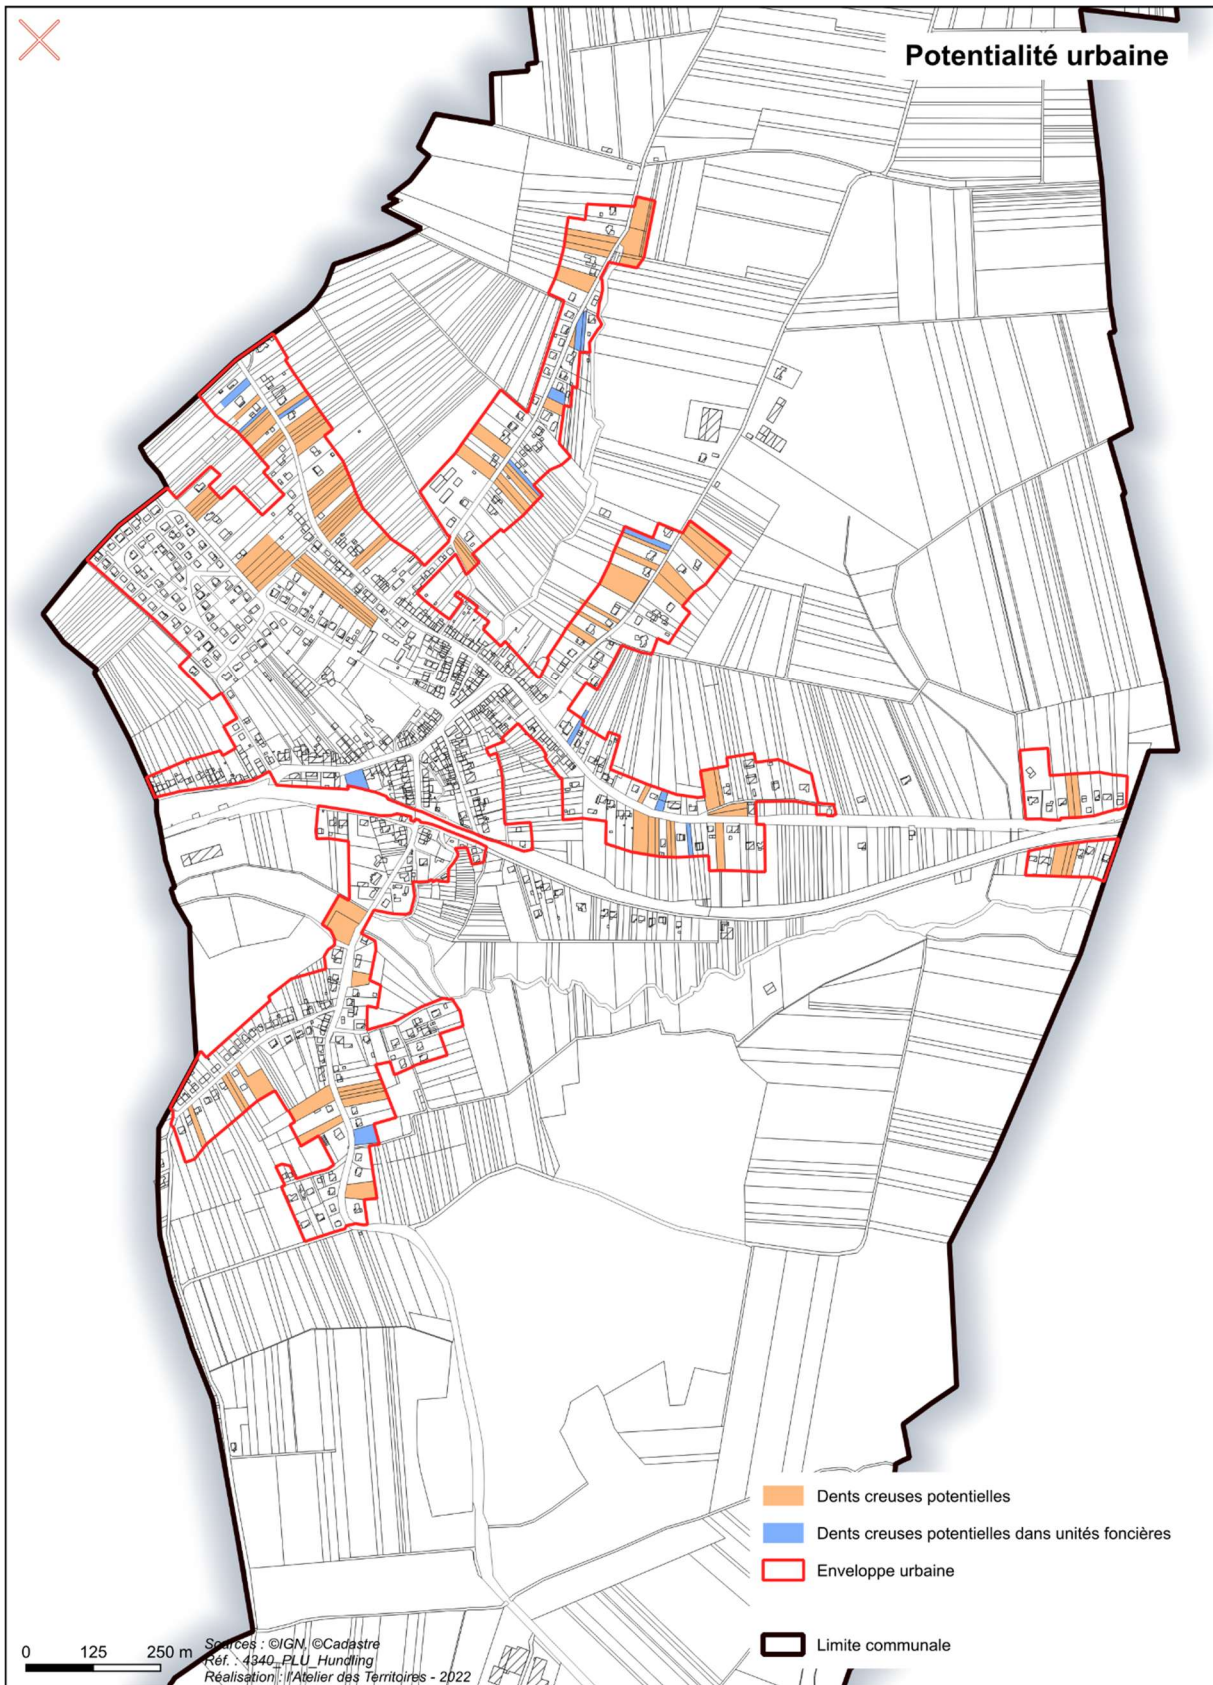 Potentialité urbaine
Dents creuses potentielles
Dents creuses potentielles dans unités foncières
Enveloppe urbaine
Limite communale
0 125 250 m
Sources : ©IGN, ©Cadastre
Réf. : 4340_PLU_Hundling
Réalisation : l'Atelier des Territoires - 2022